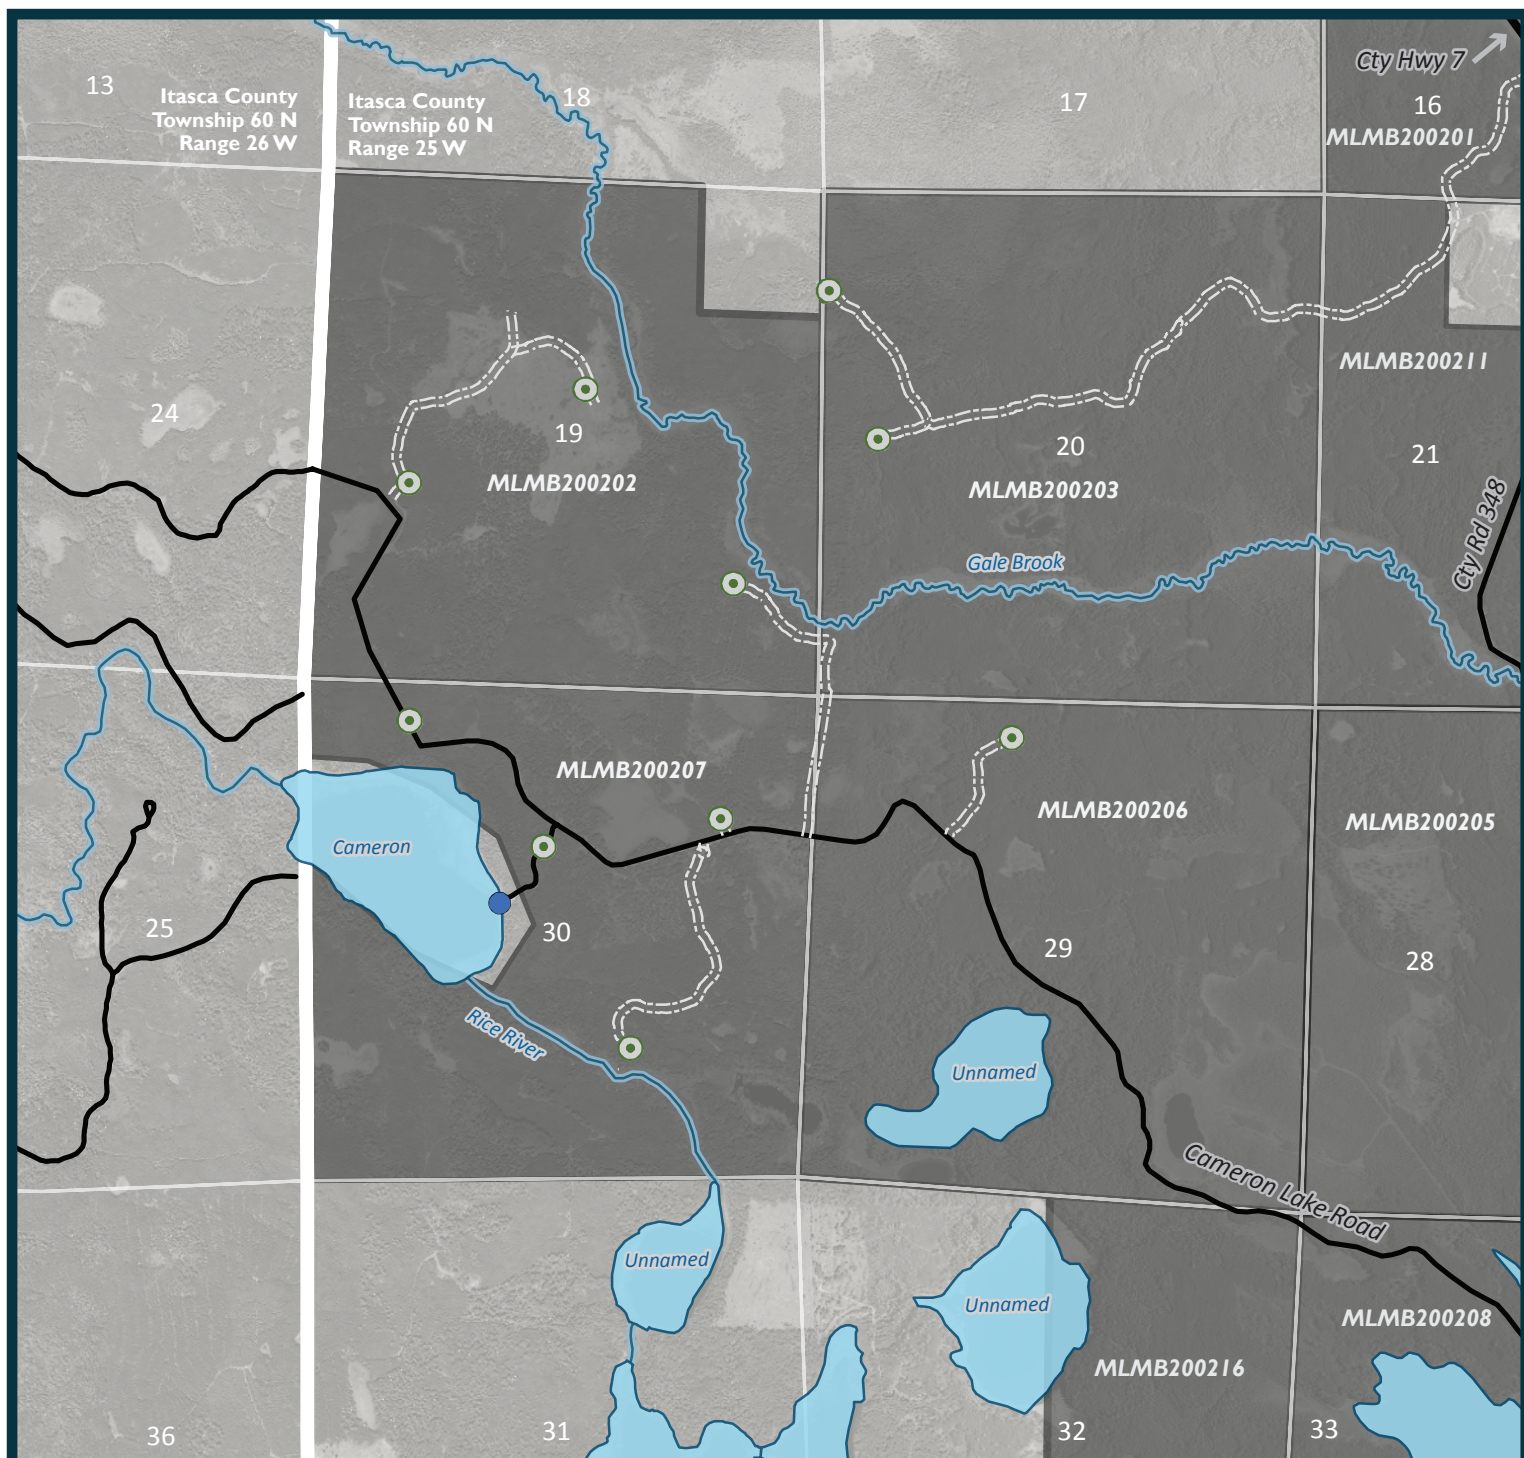 Cty Hwy 7
13
18
17
16
Itasca County
Township 60 N
Range 26 W
Itasca County
Township 60 N
Range 25 W
MLMB200201
MLMB200211
24
19
20
21
MLMB200202
MLMB200203
Cty Rd 348
Gale Brook
MLMB200207
MLMB200206
MLMB200205
Cameron
25
30
29
28
Rice River
Unnamed
Cameron Lake Road
Unnamed
Unnamed
MLMB200208
MLMB200216
36
31
32
33